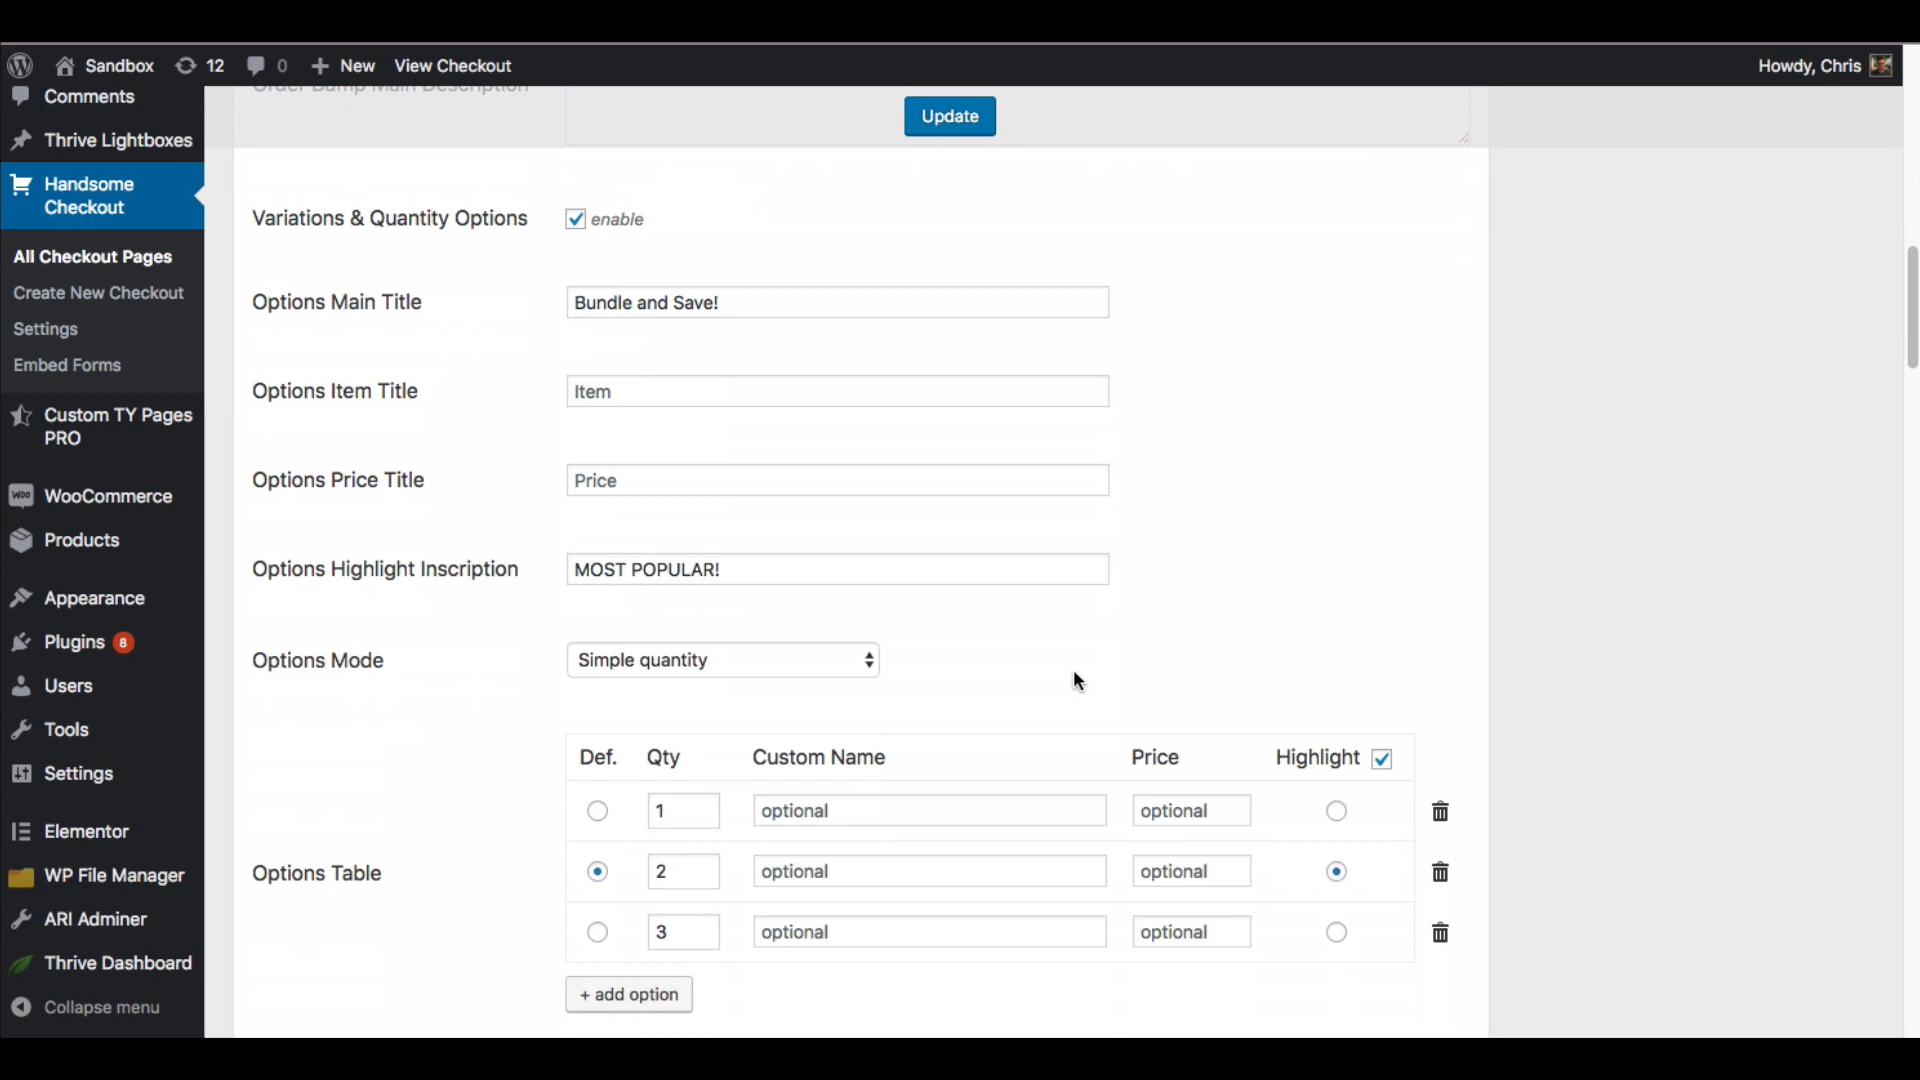 Sandbox 12 0 New View Checkout Howdy, Chris
Comments
Order Bump Main Description
Update
Thrive Lightboxes
Handsome
Checkout
All Checkout Pages
Create New Checkout
Settings
Embed Forms
Custom TY Pages
PRO
WOO WooCommerce
Products
Appearance
Plugins 8
Users
Tools
Settings
Elementor
WP File Manager
ARI Adminer
Thrive Dashboard
Collapse menu
Variations & Quantity Options enable
Options Main Title Bundle and Save!
Options Item Title Item
Options Price Title Price
Options Highlight Inscription MOST POPULAR!
Options Mode Simple quantity
Def. Qty Custom Name Price Highlight
1 optional optional
Options Table 2 optional optional
3 optional optional
+ add option